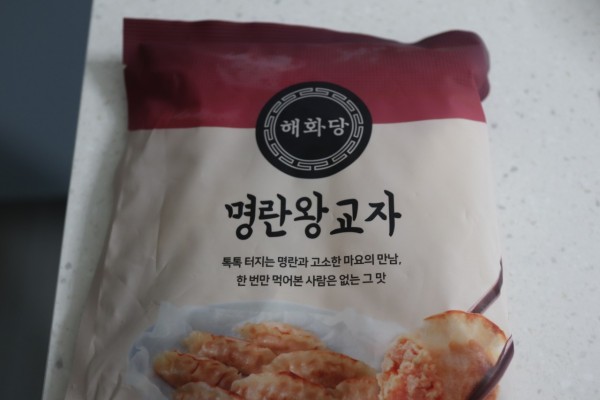 해화당
명란왕교자
톡톡 터지는 명란과 고소한 마요의 만남,
한 번만 먹어본 사람은 없는 그 맛